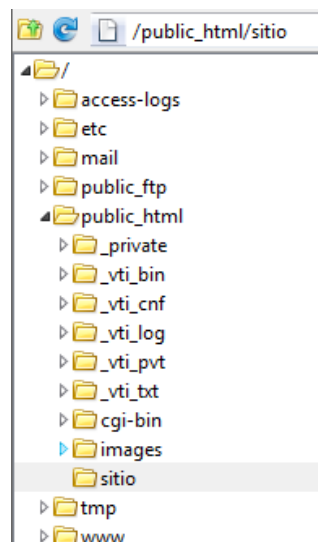 /public_html/sitio
/
access-logs
etc
mail
public_ftp
public_html
_private
_vti_bin
_vti_cnf
_vti_log
_vti_pvt
_vti_txt
cgi-bin
images
sitio
tmp
www